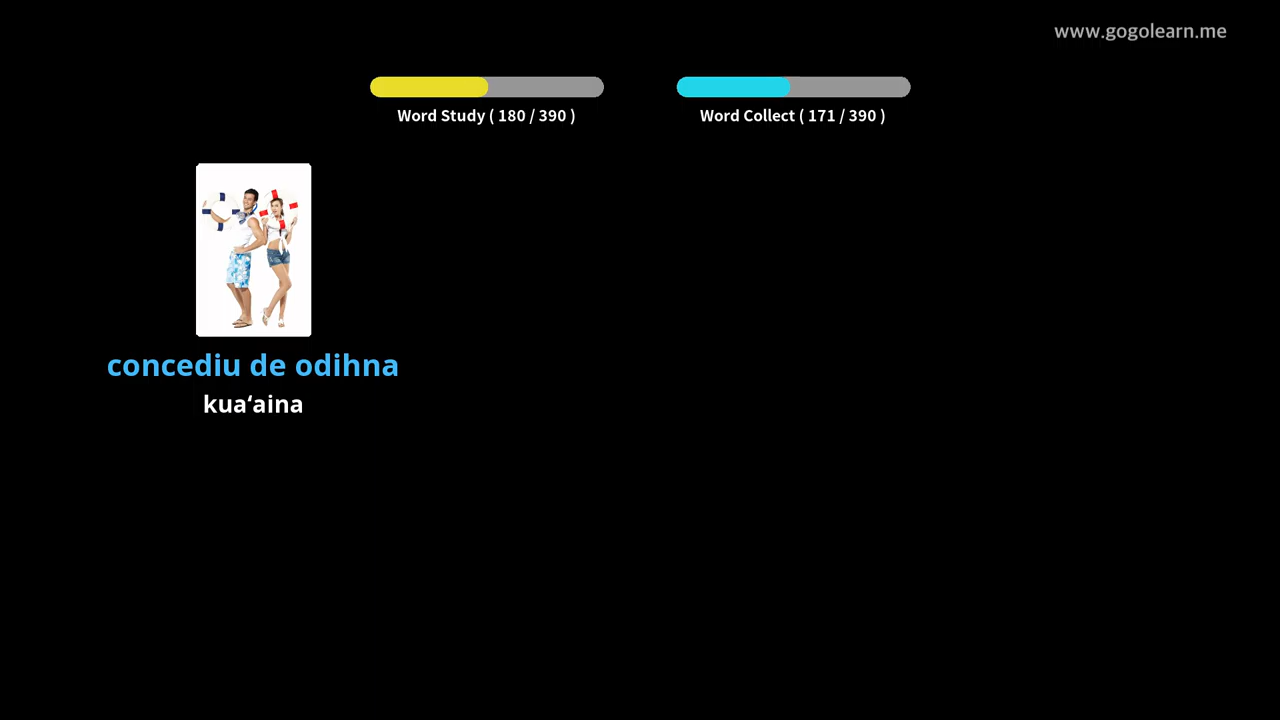 www.gogolearn.me
Word Study ( 180 / 390 )
Word Collect ( 171 / 390 )
concediu de odihna
kuaʻaina